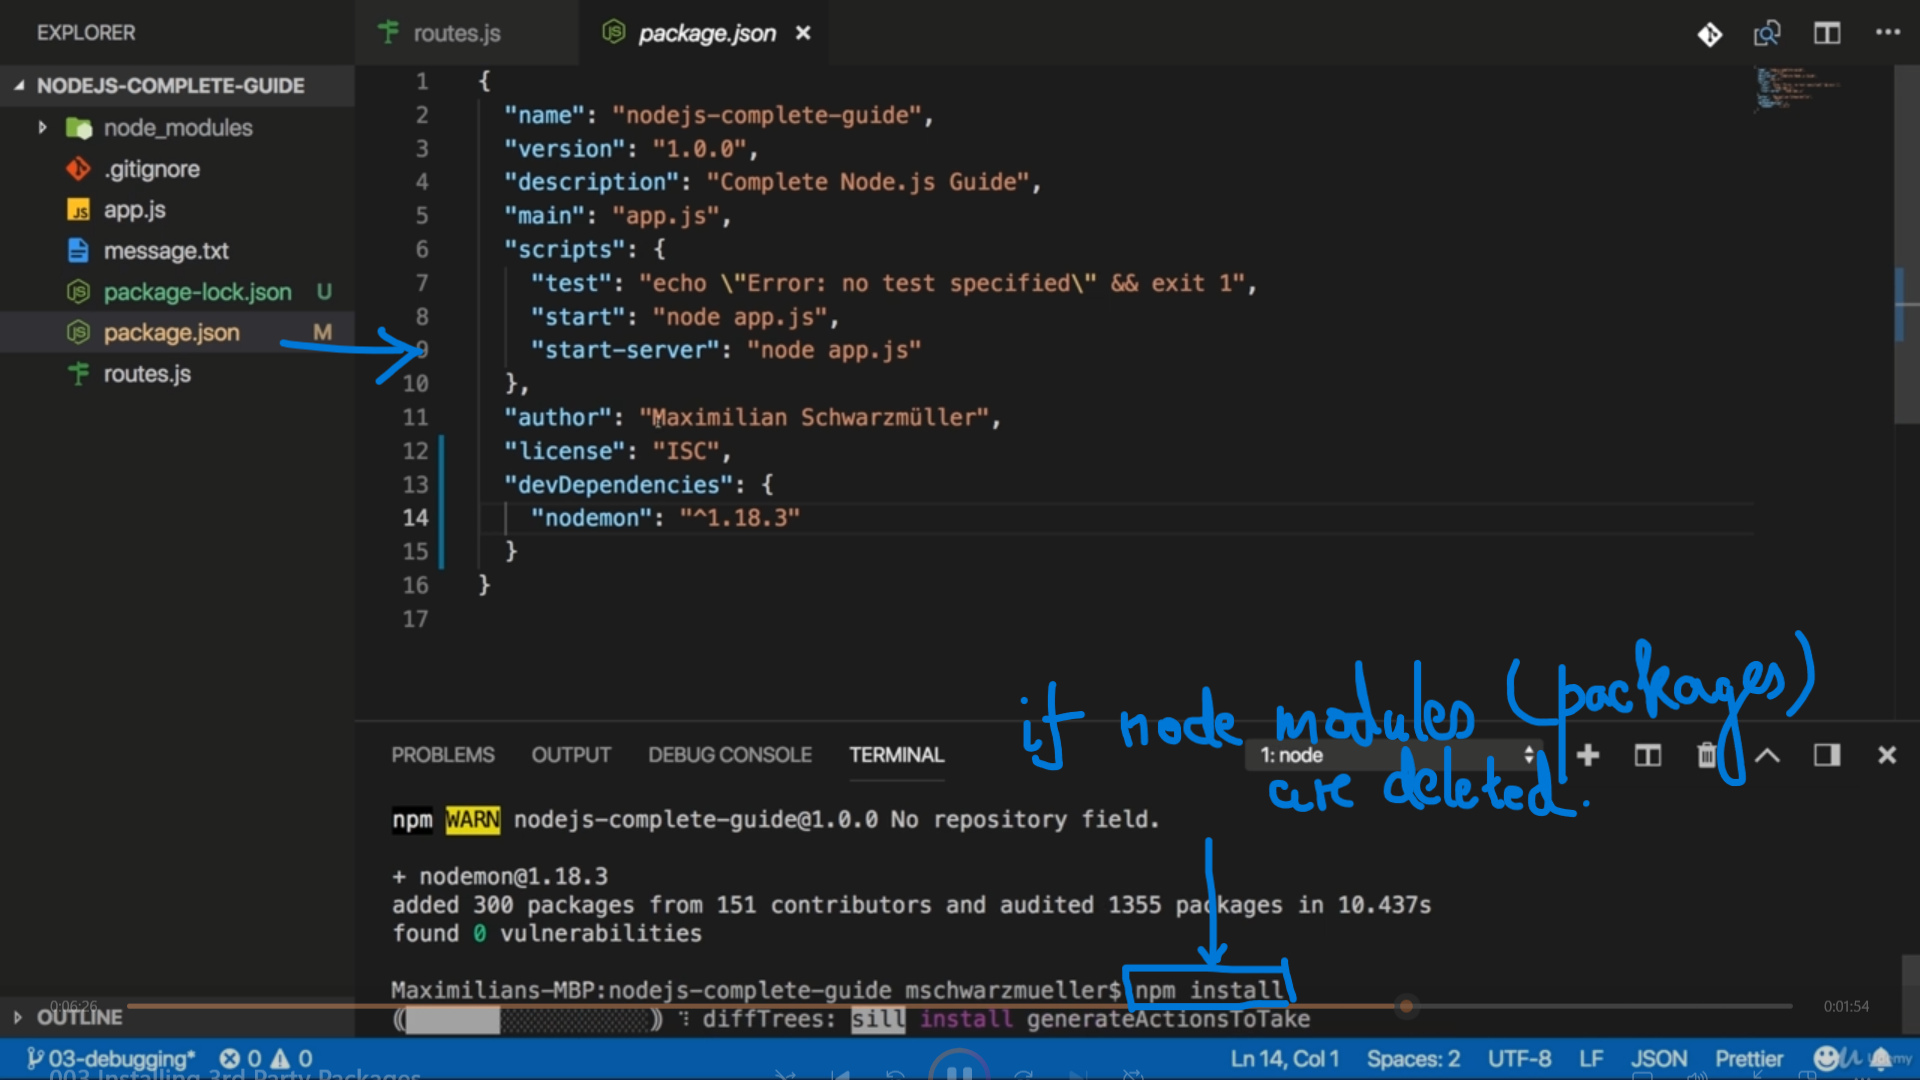 EXPLORER
NODEJS-COMPLETE-GUIDE
node_modules
.gitignore
app.js
message.txt
package-lock.json U
package.json M
routes.js
OUTLINE
routes.js
package.json
1 {
2 "name": "nodejs-complete-guide",
3 "version": "1.0.0",
4 "description": "Complete Node.js Guide",
5 "main": "app.js",
6 "scripts": {
7 "test": "echo \"Error: no test specified\" && exit 1",
8 "start": "node app.js",
9 "start-server": "node app.js"
10 },
11 "author": "Maximilian Schwarzmüller",
12 "license": "ISC",
13 "devDependencies": {
14 "nodemon": "^1.18.3"
15 }
16 }
17
if node modules (packages)
are deleted.
PROBLEMS OUTPUT DEBUG CONSOLE TERMINAL 1: node
npm WARN nodejs-complete-guide@1.0.0 No repository field.
+ nodemon@1.18.3
added 300 packages from 151 contributors and audited 1355 packages in 10.437s
found 0 vulnerabilities
Maximilians-MBP:nodejs-complete-guide mschwarzmueller$ npm install
diffTrees: sill install generateActionsToTake
0:06:26 0:01:54
03-debugging* 0 0 Ln 14, Col 1 Spaces: 2 UTF-8 LF JSON Prettier
003 Installing 3rd Party Packages